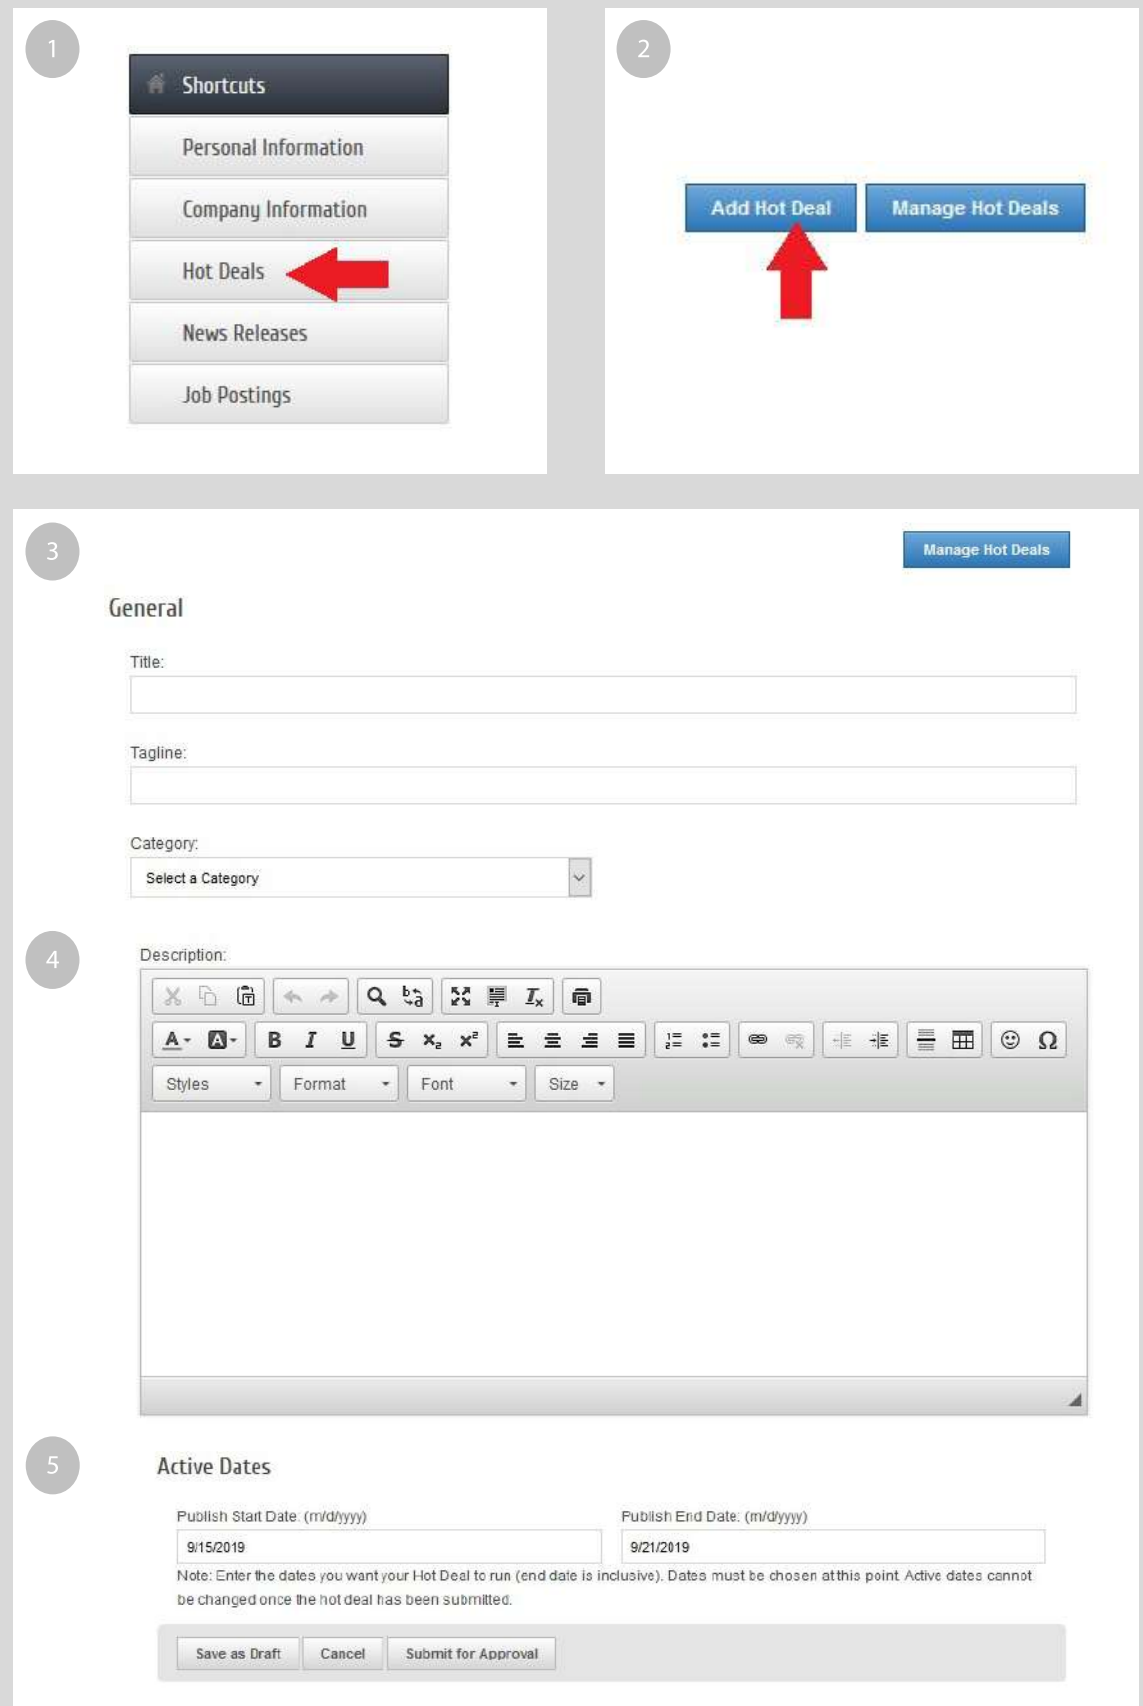 1
Shortcuts
Personal Information
Company Information
Hot Deals
News Releases
Job Postings
2
Add Hot Deal
Manage Hot Deals
3
Manage Hot Deals
General
Title:
Tagline:
Category:
Select a Category
4
Description:
A A B I U S x₂ x² Ω
Styles Format Font Size
5
Active Dates
Publish Start Date: (m/d/yyyy) Publish End Date: (m/d/yyyy)
9/15/2019 9/21/2019
Note: Enter the dates you want your Hot Deal to run (end date is inclusive). Dates must be chosen at this point. Active dates cannot
be changed once the hot deal has been submitted.
Save as Draft Cancel Submit for Approval